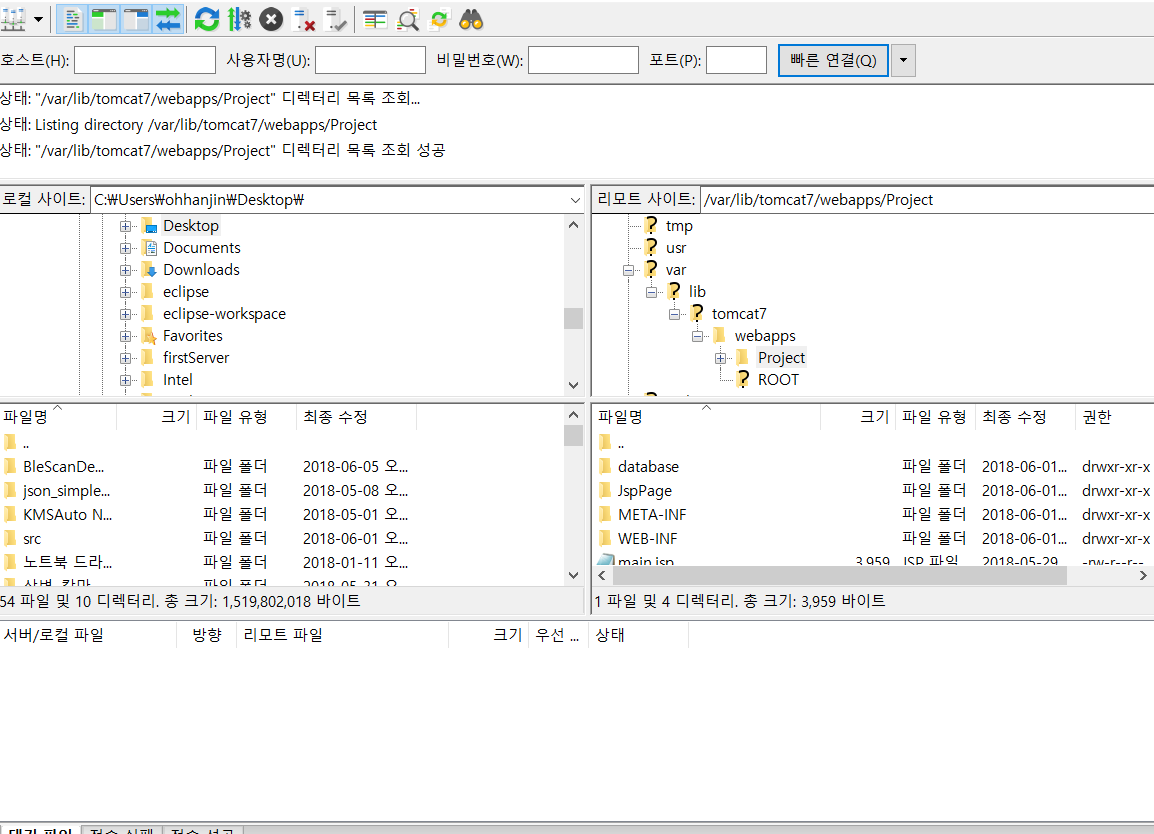 호스트(H): 사용자명(U): 비밀번호(W): 포트(P): 빠른 연결(Q)
상태: "/var/lib/tomcat7/webapps/Project" 디렉터리 목록 조회...
상태: Listing directory /var/lib/tomcat7/webapps/Project
상태: "/var/lib/tomcat7/webapps/Project" 디렉터리 목록 조회 성공
로컬 사이트: C:₩Users₩ohhanjin₩Desktop₩
Desktop
Documents
Downloads
eclipse
eclipse-workspace
Favorites
firstServer
Intel
리모트 사이트: /var/lib/tomcat7/webapps/Project
tmp
usr
var
lib
tomcat7
webapps
Project
ROOT
파일명 크기 파일 유형 최종 수정
..
BleScanDe... 파일 폴더 2018-06-05 오...
json_simple... 파일 폴더 2018-05-08 오...
KMSAuto N... 파일 폴더 2018-05-01 오...
src 파일 폴더 2018-06-01 오...
노트북 드라... 파일 폴더 2018-01-11 오...
파일 폴더 2018-05-31 오...
54 파일 및 10 디렉터리. 총 크기: 1,519,802,018 바이트
파일명 크기 파일 유형 최종 수정 권한
..
database 파일 폴더 2018-06-01... drwxr-xr-x
JspPage 파일 폴더 2018-06-01... drwxr-xr-x
META-INF 파일 폴더 2018-06-01... drwxr-xr-x
WEB-INF 파일 폴더 2018-06-01... drwxr-xr-x
main.jsp 3,959 JSP 파일 2018-05-29... -rw-r--r--
1 파일 및 4 디렉터리. 총 크기: 3,959 바이트
서버/로컬 파일 방향 리모트 파일 크기 우선 ... 상태
대기 파일 전송 실패 전송 성공